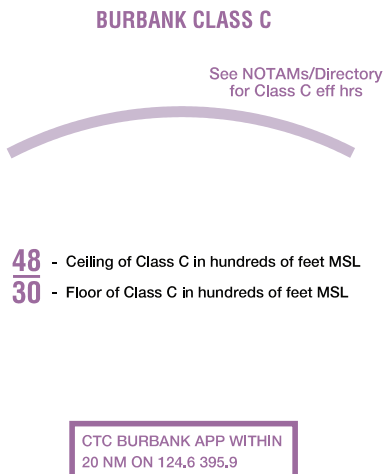 BURBANK CLASS C
See NOTAMs/Directory
for Class C eff hrs
48 - Ceiling of Class C in hundreds of feet MSL
30 - Floor of Class C in hundreds of feet MSL
CTC BURBANK APP WITHIN
20 NM ON 124.6 395.9